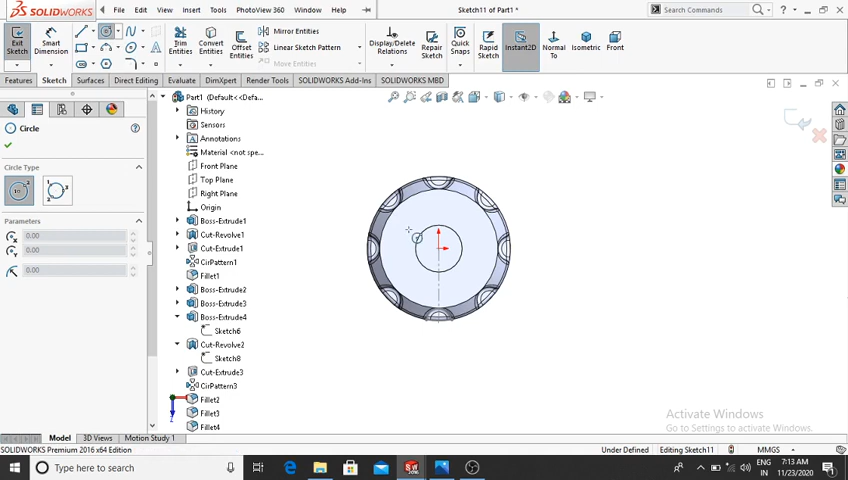 SOLIDWORKS File Edit View Insert Tools PhotoView 360 Window Help Sketch11 of Part1 * Search Commands ?
Exit Sketch Smart Dimension Trim Entities Convert Entities Offset Entities Mirror Entities Linear Sketch Pattern Move Entities Display/Delete Relations Repair Sketch Quick Snaps Rapid Sketch Instant2D Normal To Isometric Front
Features Sketch Surfaces Direct Editing Evaluate DimXpert Render Tools SOLIDWORKS Add-Ins SOLIDWORKS MBD
Circle
Circle Type
Parameters
0.00
0.00
0.00
Part1 (Default<<Defa...
History
Sensors
Annotations
Material <not spe...
Front Plane
Top Plane
Right Plane
Origin
Boss-Extrude1
Cut-Revolve1
Cut-Extrude1
CirPattern1
Fillet1
Boss-Extrude2
Boss-Extrude3
Boss-Extrude4
Sketch6
Cut-Revolve2
Sketch8
Cut-Extrude3
CirPattern3
Fillet2
Fillet3
Fillet4
Activate Windows
Go to Settings to activate Windows.
Model 3D Views Motion Study 1
SOLIDWORKS Premium 2016 x64 Edition Under Defined Editing Sketch11 MMGS
Type here to search
ENG
IN
7:13 AM
11/23/2020